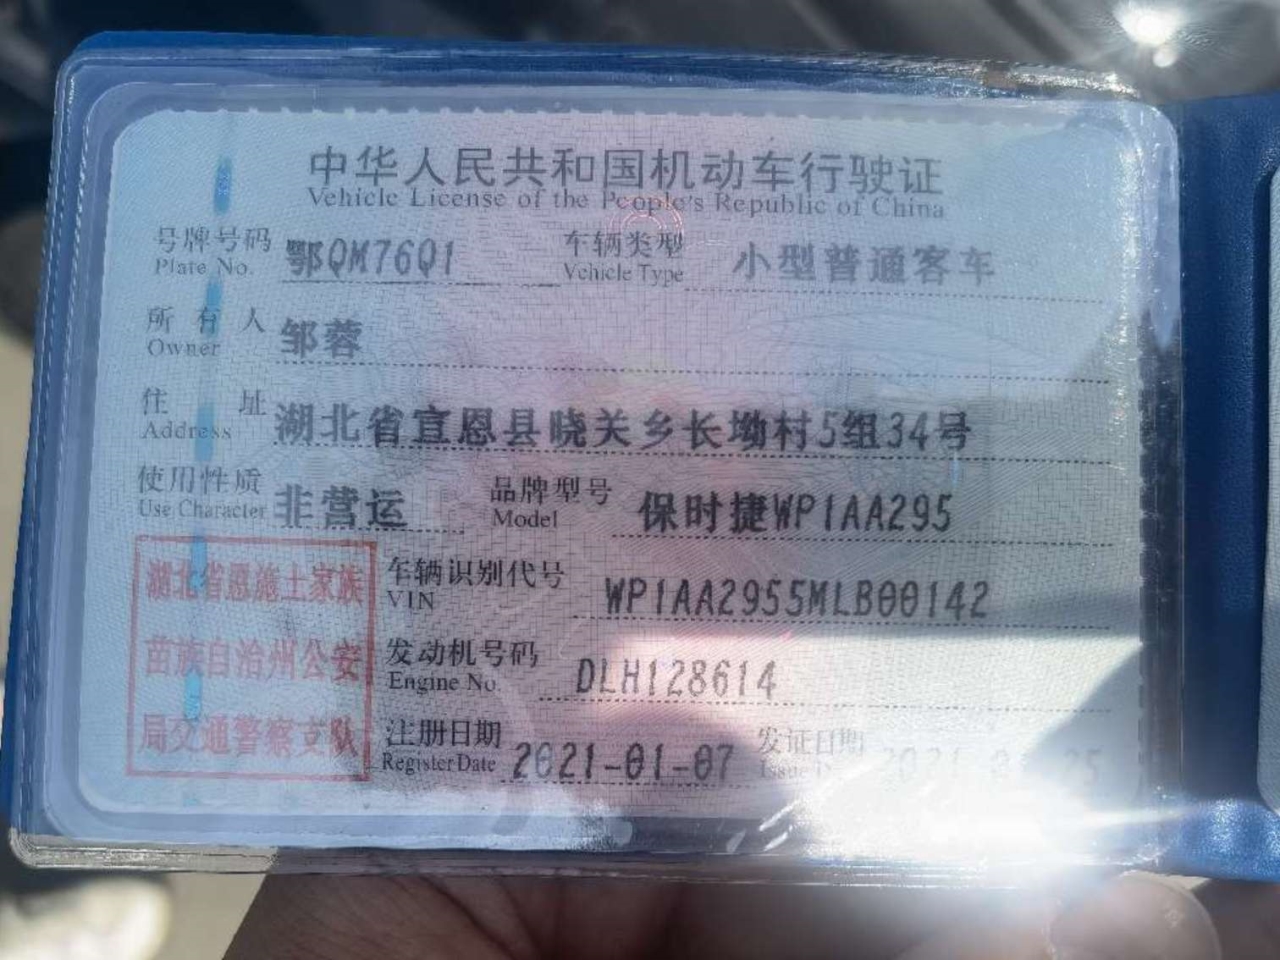 中华人民共和国机动车行驶证
Vehicle License of the People's Republic of China
号牌号码 鄂QM76Q1 车辆类型 小型普通客车
Plate No. Vehicle Type
所有人 邹蓉
Owner
住址 湖北省宣恩县晓关乡长坳村5组34号
Address
使用性质 非营运 品牌型号 保时捷WP1AA295
Use Character Model
湖北省恩施土家族
苗族自治州公安
局交通警察支队
车辆识别代号 WP1AA2955MLB00142
VIN
发动机号码 DLH128614
Engine No.
注册日期 2021-01-07 发证日期
Register Date Issue